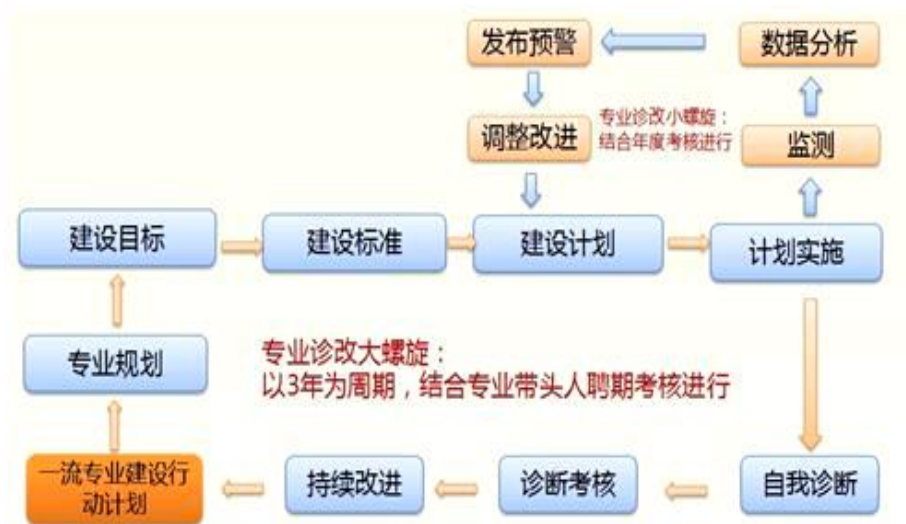 发布预警
数据分析
调整改进
专业诊改小螺旋：
结合年度考核进行
监测
建设目标
建设标准
建设计划
计划实施
专业规划
专业诊改大螺旋：
以3年为周期，结合专业带头人聘期考核进行
一流专业建设行
动计划
持续改进
诊断考核
自我诊断